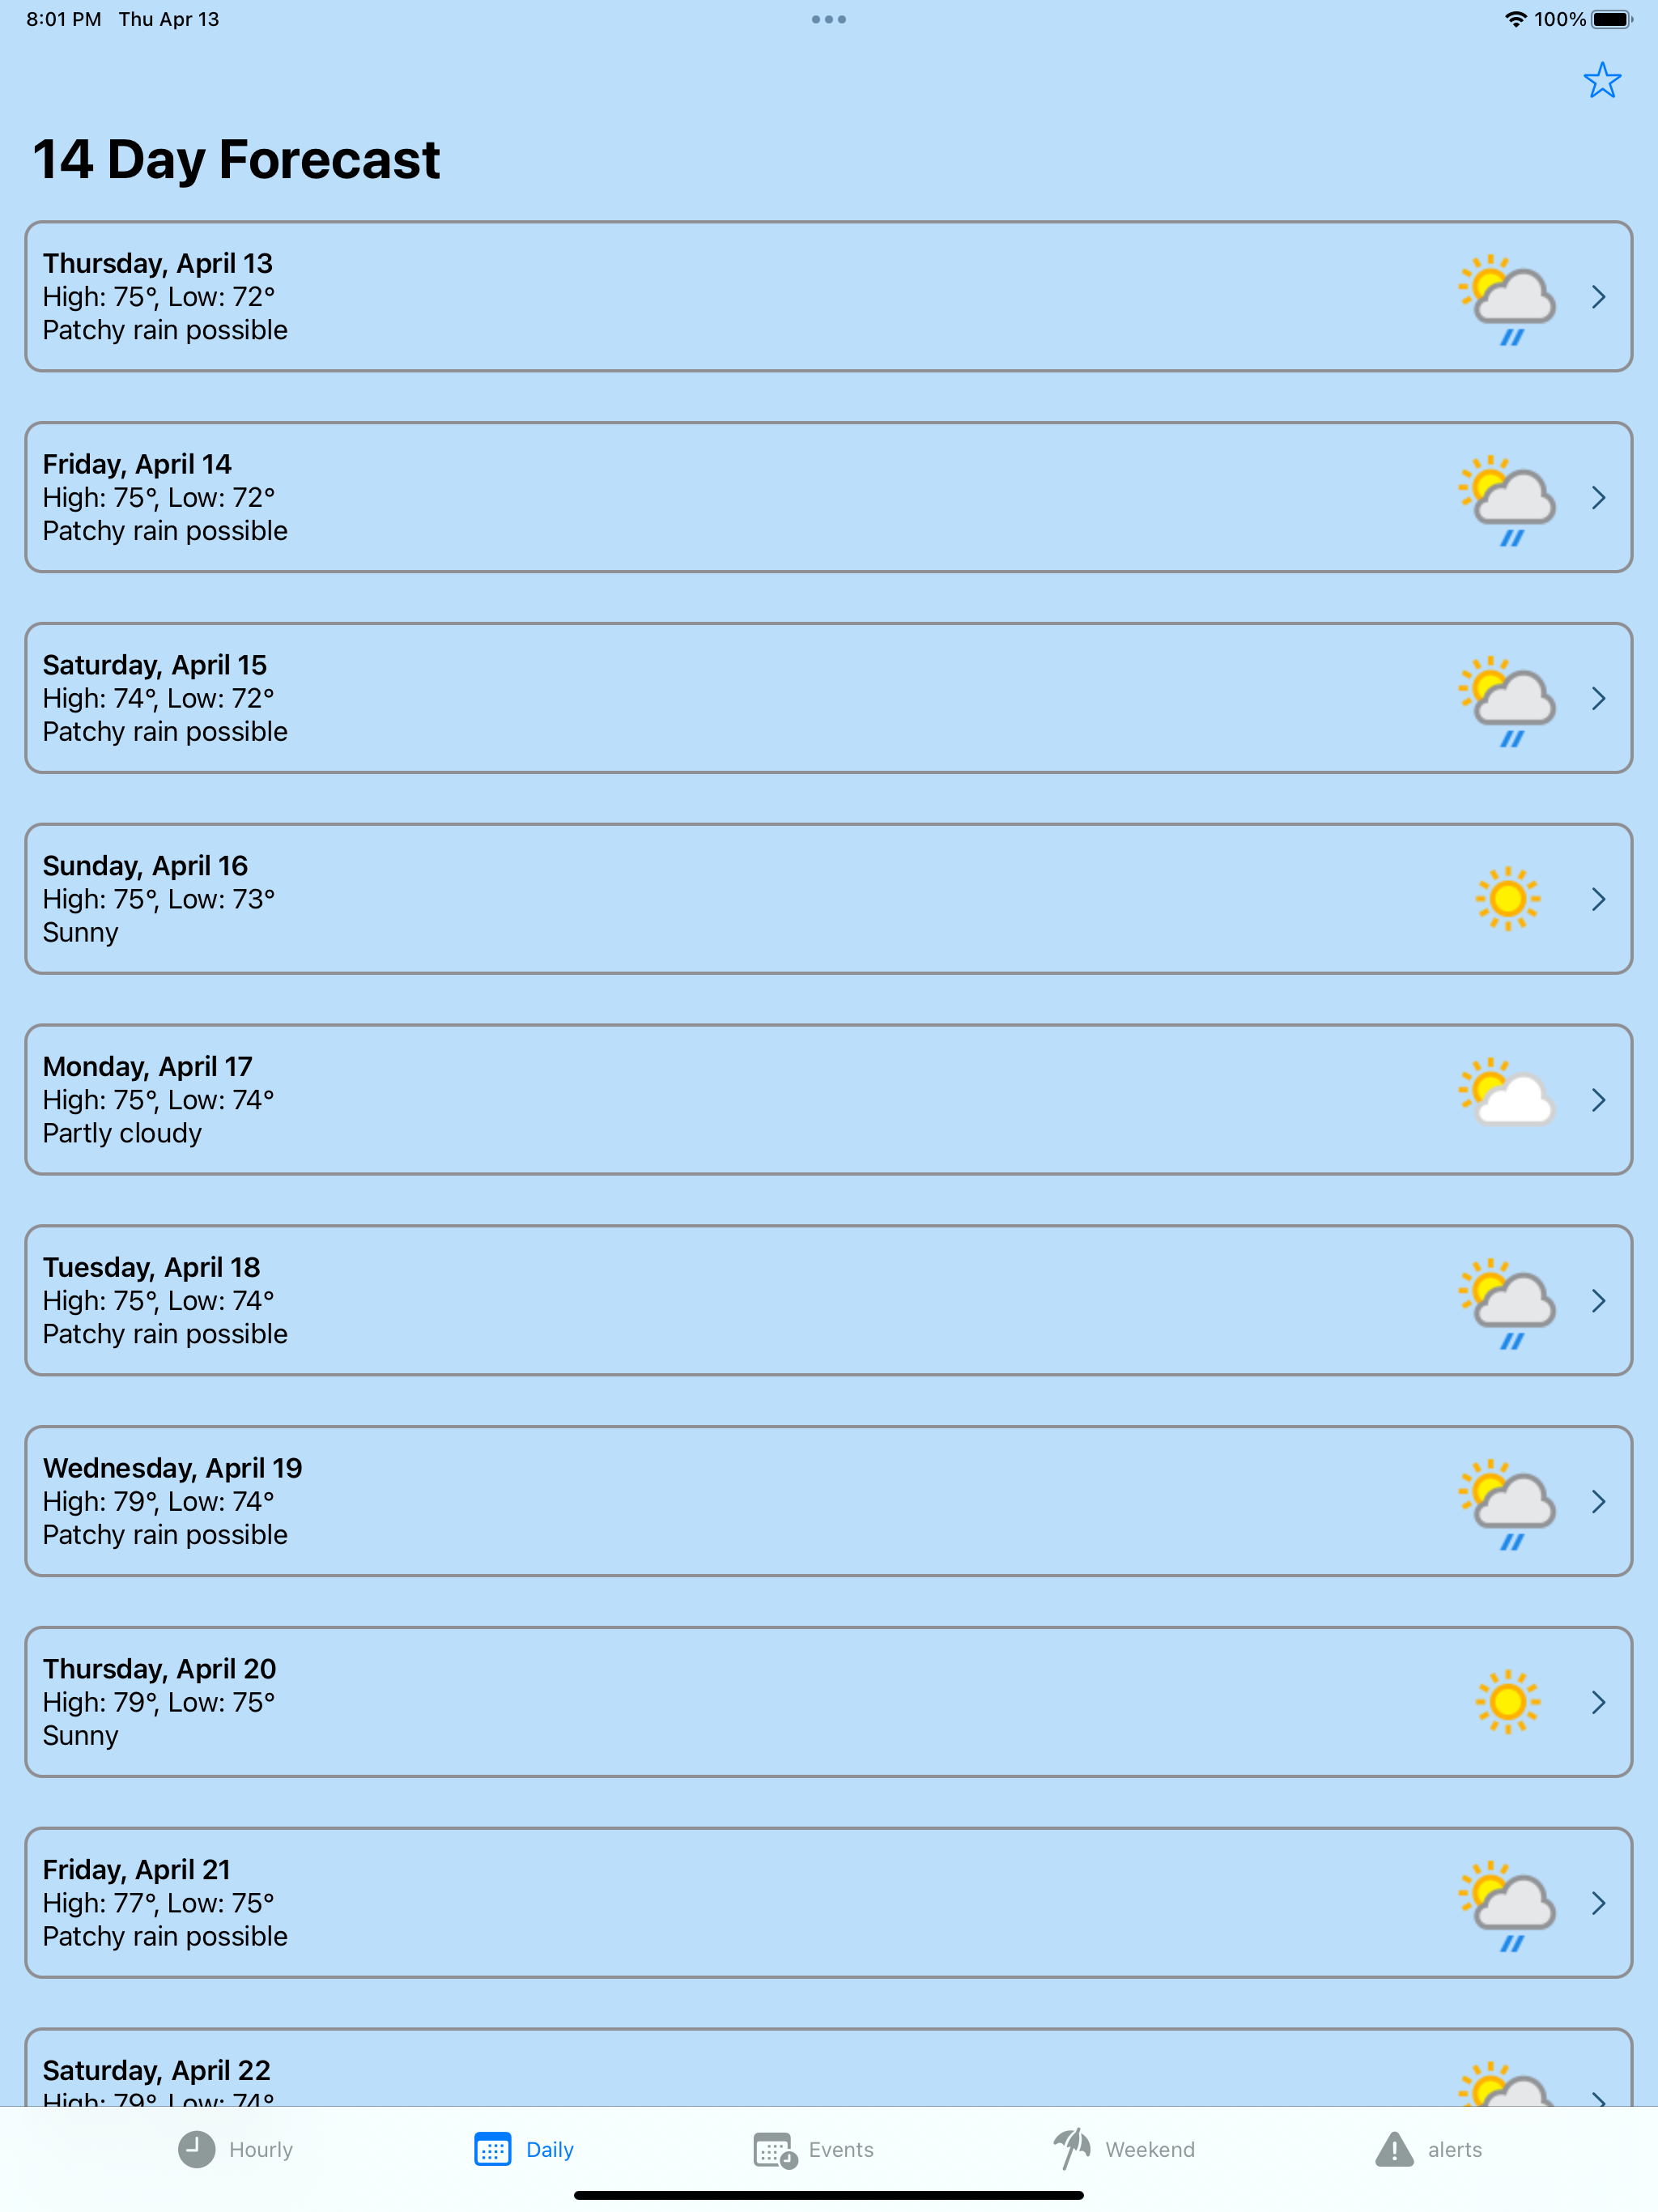 8:01 PM Thu Apr 13
100%
14 Day Forecast
Thursday, April 13
High: 75°, Low: 72°
Patchy rain possible
Friday, April 14
High: 75°, Low: 72°
Patchy rain possible
Saturday, April 15
High: 74°, Low: 72°
Patchy rain possible
Sunday, April 16
High: 75°, Low: 73°
Sunny
Monday, April 17
High: 75°, Low: 74°
Partly cloudy
Tuesday, April 18
High: 75°, Low: 74°
Patchy rain possible
Wednesday, April 19
High: 79°, Low: 74°
Patchy rain possible
Thursday, April 20
High: 79°, Low: 75°
Sunny
Friday, April 21
High: 77°, Low: 75°
Patchy rain possible
Saturday, April 22
High: 79°, Low: 74°
Hourly
Daily
Events
Weekend
alerts